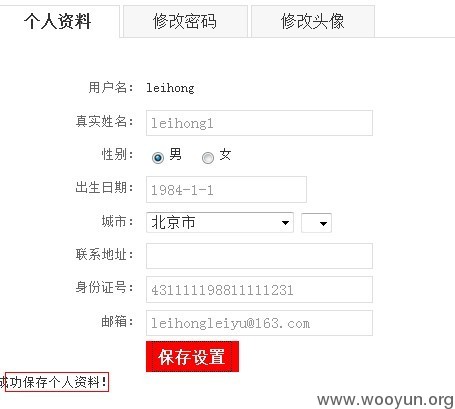 个人资料 修改密码 修改头像
用户名: leihong
真实姓名: leihong1
性别: 男 女
出生日期: 1984-1-1
城市: 北京市
联系地址:
身份证号: 431111198811111231
邮箱: leihongleiyu@163.com
保存设置
成功保存个人资料!
www.wooyun.org